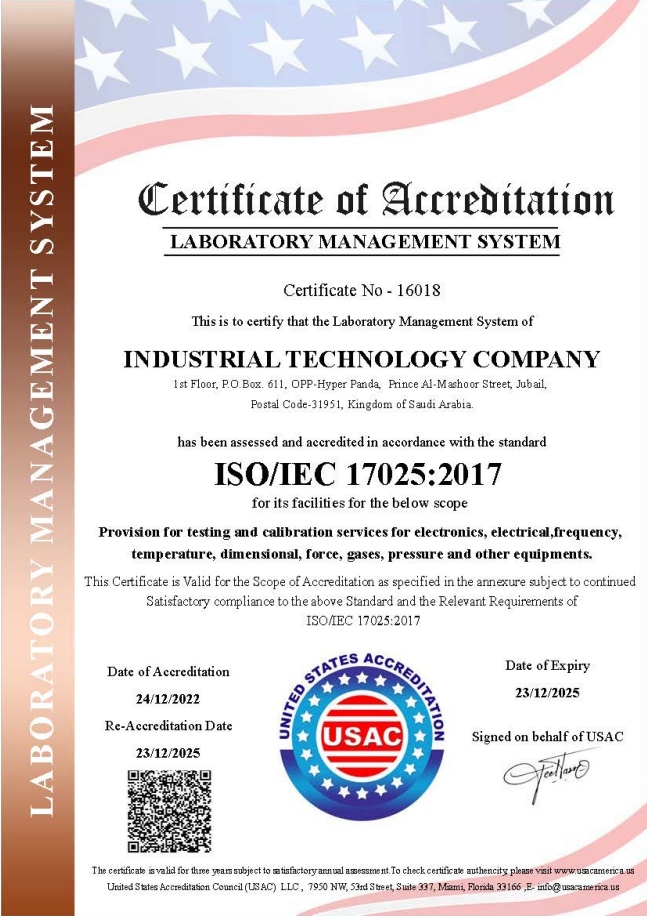 LABORATORY MANAGEMENT SYSTEM
Certificate of Accreditation
LABORATORY MANAGEMENT SYSTEM
Certificate No - 16018
This is to certify that the Laboratory Management System of
INDUSTRIAL TECHNOLOGY COMPANY
1st Floor, P.O.Box. 611, OPP-Hyper Panda, Prince Al-Mashoor Street, Jubail,
Postal Code-31951, Kingdom of Saudi Arabia.
has been assessed and accredited in accordance with the standard
ISO/IEC 17025:2017
for its facilities for the below scope
Provision for testing and calibration services for electronics, electrical,frequency,
temperature, dimensional, force, gases, pressure and other equipments.
This Certificate is Valid for the Scope of Accreditation as specified in the annexure subject to continued
Satisfactory compliance to the above Standard and the Relevant Requirements of
ISO/IEC 17025:2017
Date of Accreditation
24/12/2022
Re-Accreditation Date
23/12/2025
UNITED STATES ACCREDITATION
USAC
Date of Expiry
23/12/2025
Signed on behalf of USAC
The certificate is valid for three years subject to satisfactory annual assessment.To check certificate authencity, please visit www.usacamerica.us
United States Accreditation Council (USAC) LLC , 7950 NW, 53rd Street, Suite 337, Miami, Florida 33166 ,E- info@usacamerica.us